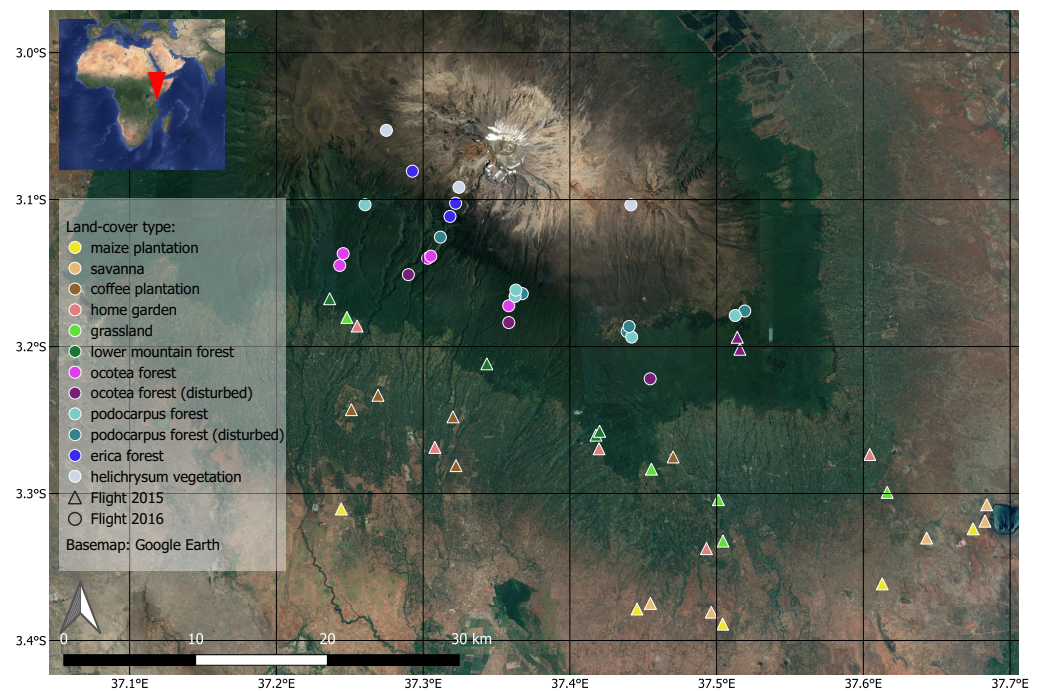 3.0°S
3.1°S
Land-cover type:
maize plantation
savanna
coffee plantation
home garden
grassland
lower mountain forest
ocotea forest
ocotea forest (disturbed)
podocarpus forest
podocarpus forest (disturbed)
erica forest
helichrysum vegetation
Flight 2015
Flight 2016
Basemap: Google Earth
3.2°S
3.3°S
3.4°S
0 10 20 30 km
37.1°E 37.2°E 37.3°E 37.4°E 37.5°E 37.6°E 37.7°E